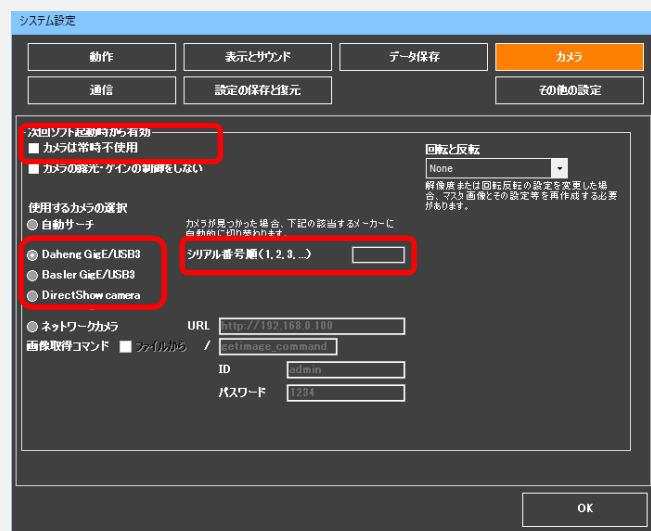 システム設定
動作
表示とサウンド
データ保存
カメラ
通信
設定の保存と復元
その他の設定
次回ソフト起動時から有効
カメラは常時不使用
カメラの露光・ゲインの制御をしない
回転と反転
None
解像度または回転反転の設定を変更した場
合、マスク画像とその設定等を再作成する必要
があります。
使用するカメラの選択
自動サーチ
カメラが見つかった場合、下記の該当するメーカーに
自動的に切り替わります。
Daheng GigE/USB3
シリアル番号順(1,2,3,...)
Basler GigE/USB3
DirectShow camera
ネットワークカメラ
URL
http://192.168.0.100
画像取得コマンド
ファイルから
/
getimage_command
ID
admin
パスワード
1234
OK